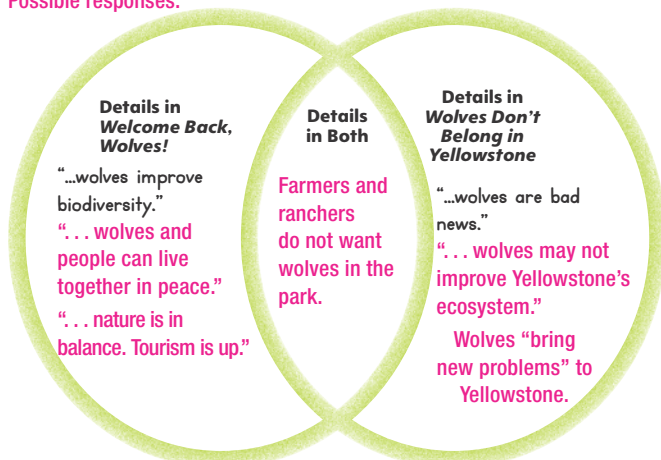 Possible responses:
Details in
Welcome Back,
Wolves!
“...wolves improve
biodiversity.”
“. . . wolves and
people can live
together in peace.”
“. . . nature is in
balance. Tourism is up.”
Details
in Both
Farmers and
ranchers
do not want
wolves in the
park.
Details in
Wolves Don’t
Belong in
Yellowstone
“...wolves are bad
news.”
“. . . wolves may not
improve Yellowstone’s
ecosystem.”
Wolves “bring
new problems” to
Yellowstone.